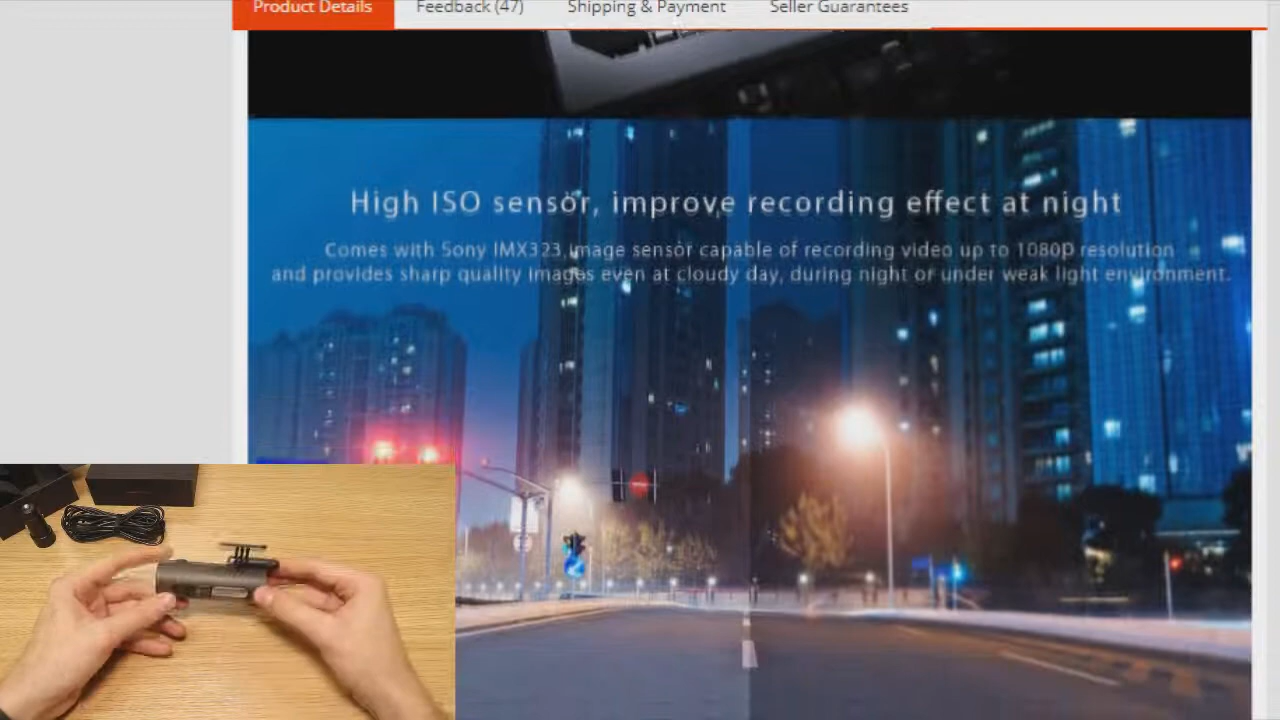 Product Details
Feedback (47)
Shipping & Payment
Seller Guarantees
High ISO sensor, improve recording effect at night
Comes with Sony IMX323,image sensor capable of recording video up to 1080p resolution
and provides sharp quality images even at cloudy day, during night or under weak light environment.